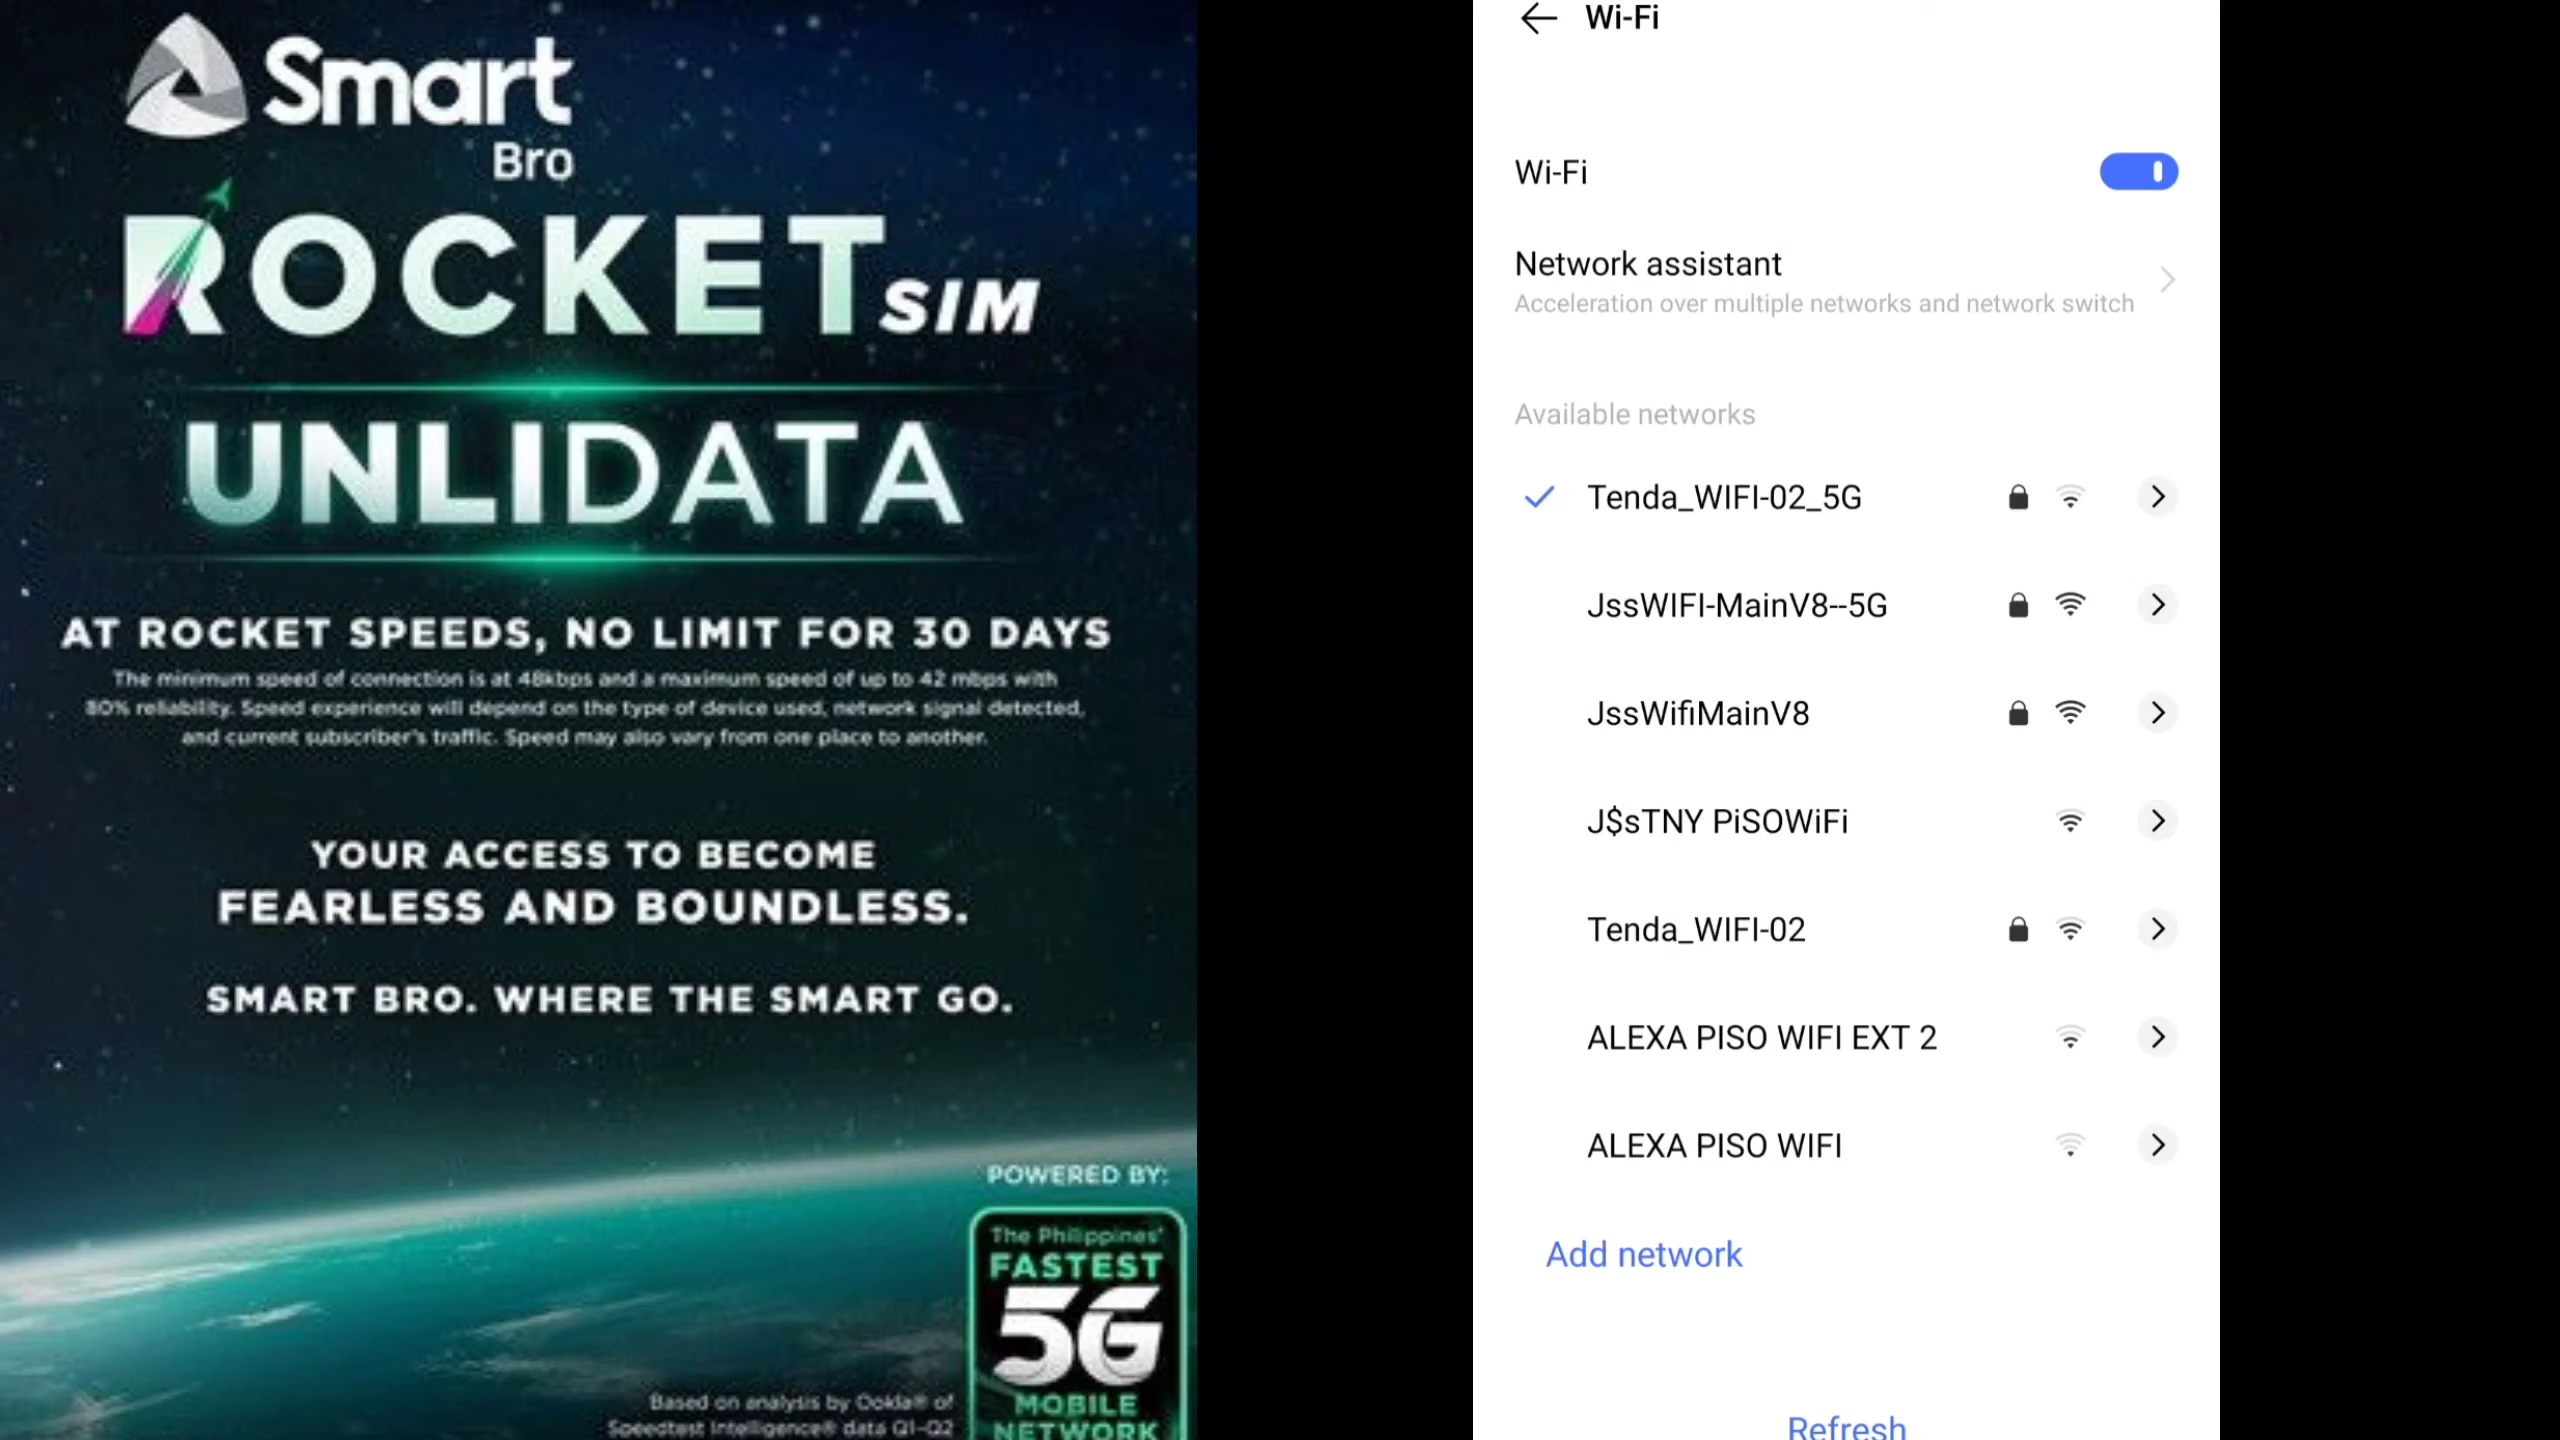 Smart
Bro
ROCKET SIM
UNLIDATA
AT ROCKET SPEEDS, NO LIMIT FOR 30 DAYS
The minimum speed of connection is at 48kbps and a maximum speed of up to 42 mbps with
80% reliability. Speed experience will depend on the type of device used, network signal detected,
and current subscriber's traffic. Speed may also vary from one place to another.
YOUR ACCESS TO BECOME
FEARLESS AND BOUNDLESS.
SMART BRO. WHERE THE SMART GO.
POWERED BY:
The Philippines'
FASTEST
5G
MOBILE
NETWORK
Based on analysis by Ookla® of
Speedtest Intelligence® data Q1-Q2
Wi-Fi
Wi-Fi
Network assistant
Acceleration over multiple networks and network switch
Available networks
Tenda_WIFI-02_5G
JssWIFI-MainV8--5G
JssWifiMainV8
J$sTNY PiSOWiFi
Tenda_WIFI-02
ALEXA PISO WIFI EXT 2
ALEXA PISO WIFI
Add network
Refresh